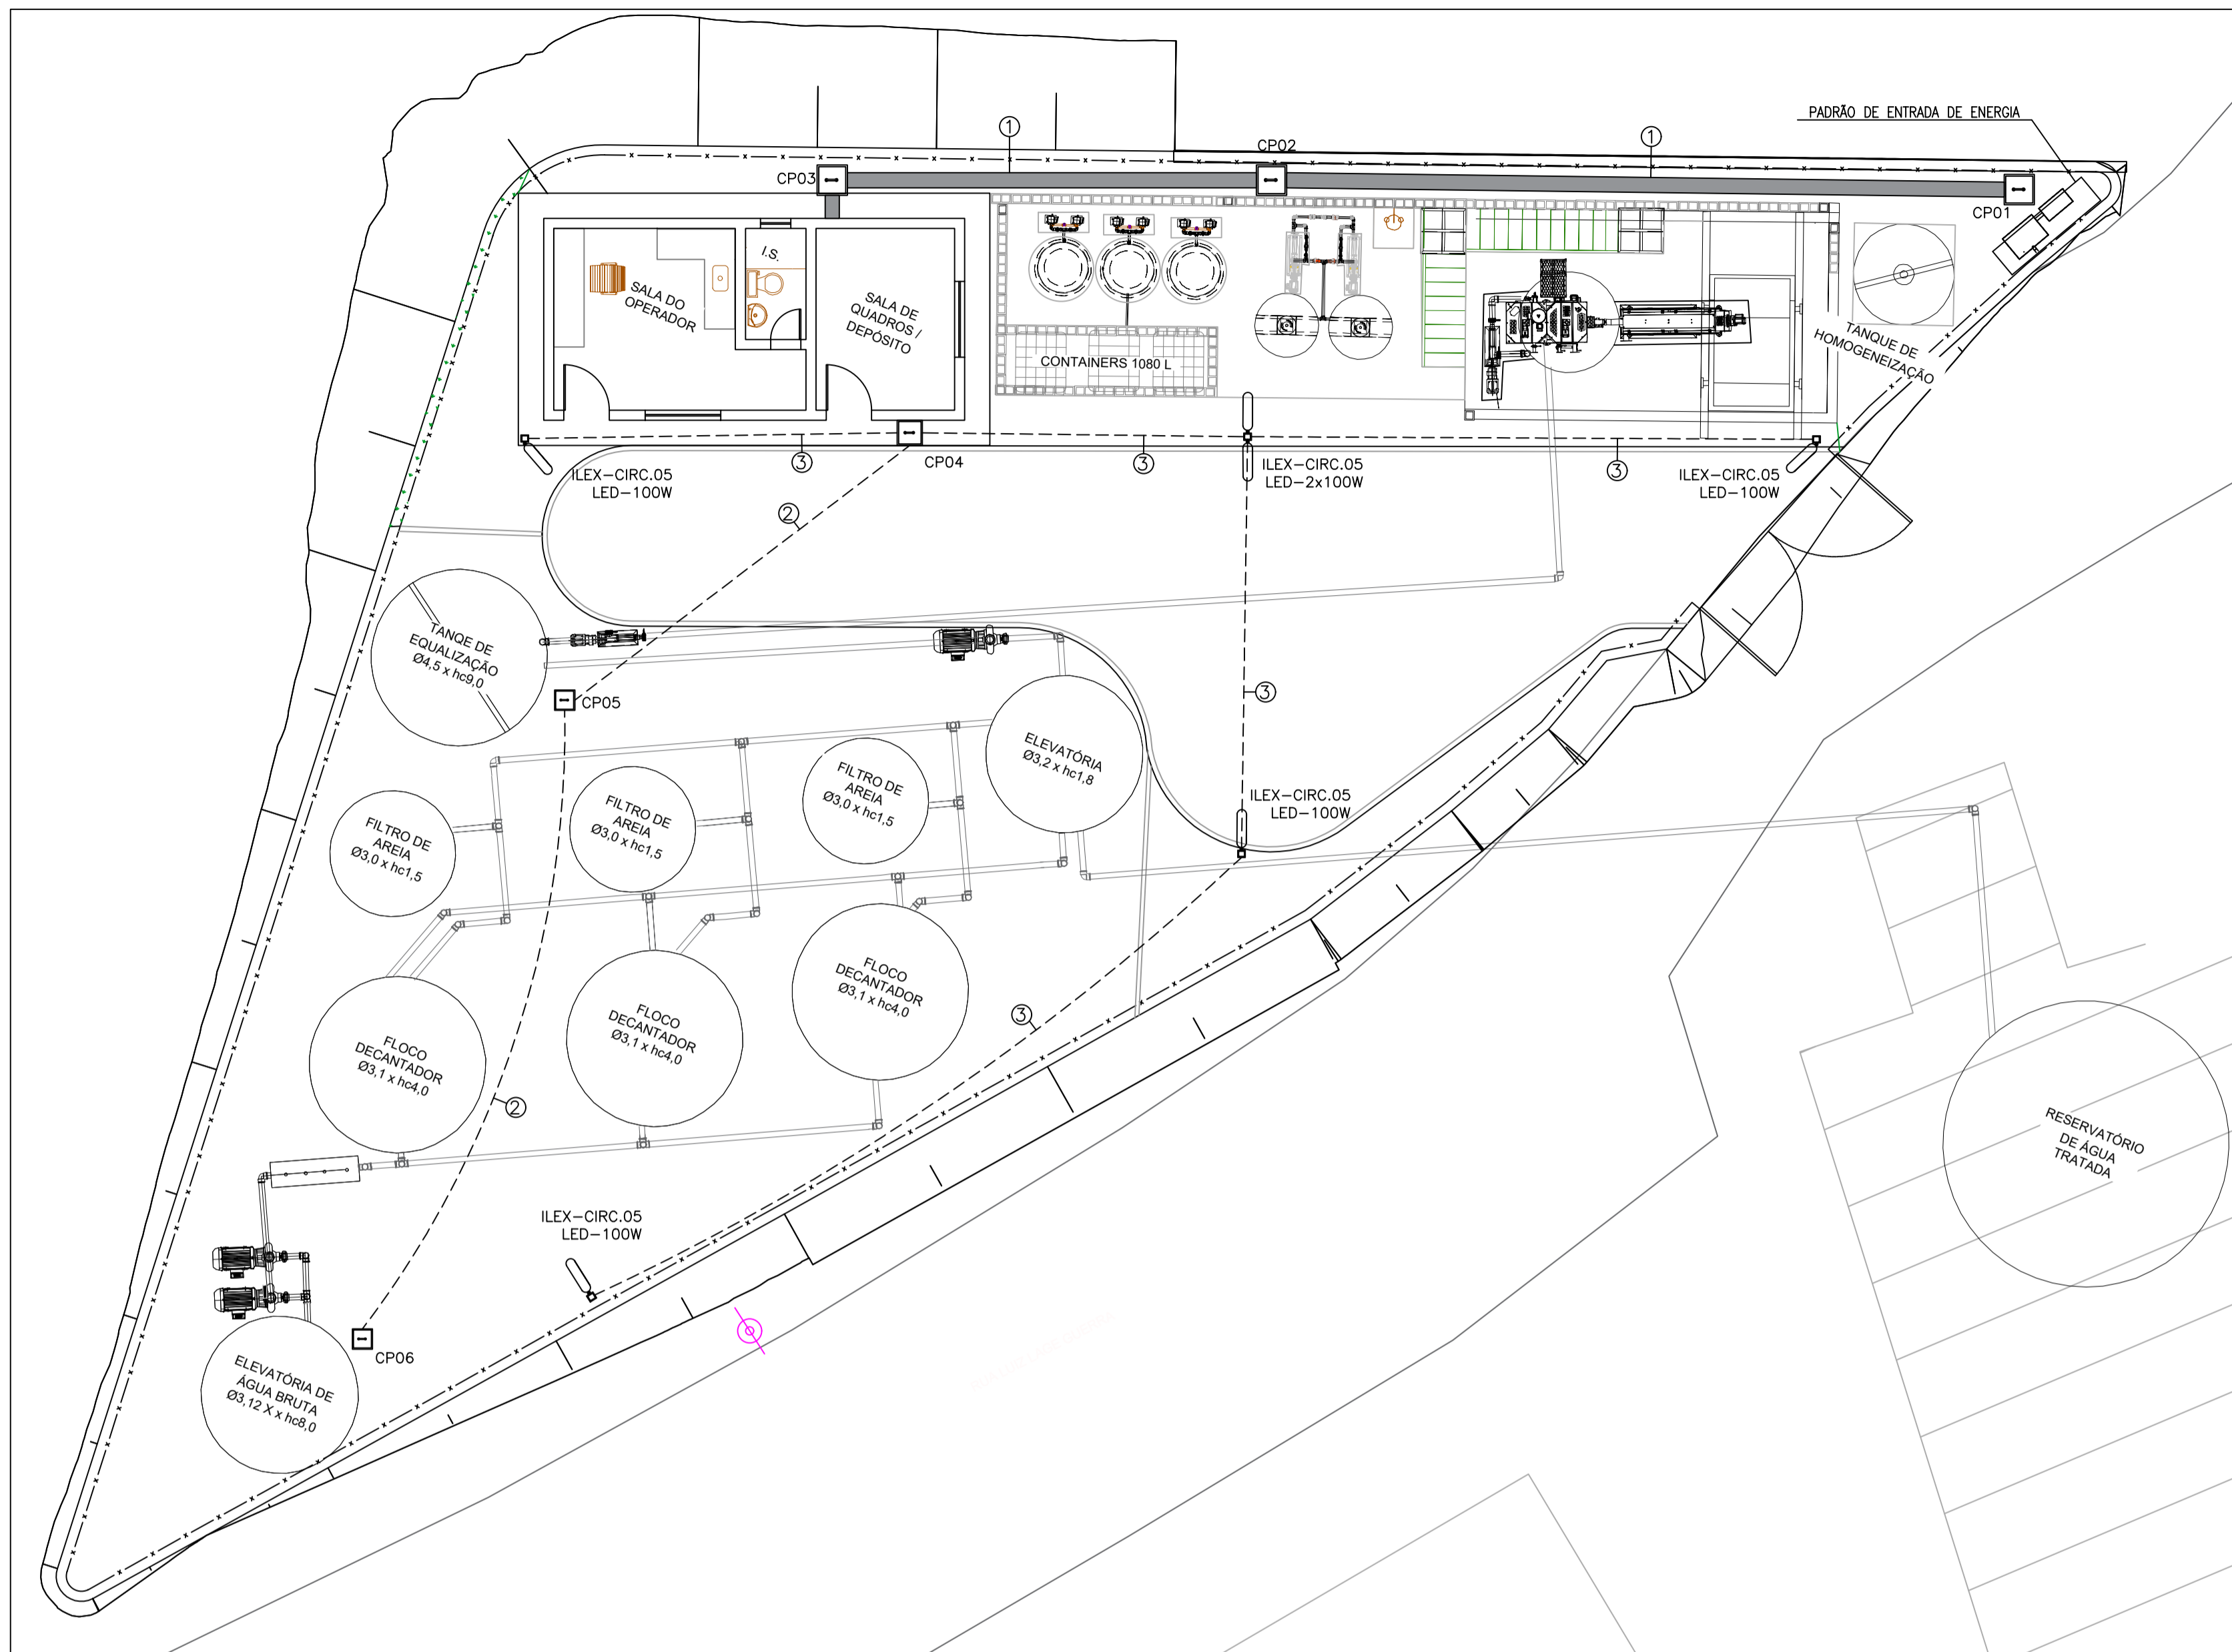 PADRÃO DE ENTRADA DE ENERGIA
1
1
CP02
CP03
CP01
I.S.
SALA DO
OPERADOR
SALA DE
QUADROS /
DEPÓSITO
CONTAINERS 1080 L
TANQUE DE
HOMOGENEIZAÇÃO
3
CP04
3
3
ILEX-CIRC.05
LED-100W
ILEX-CIRC.05
LED-2x100W
ILEX-CIRC.05
LED-100W
2
TANQE DE
EQUALIZAÇÃO
Ø4,5 x hc9,0
CP05
3
ELEVATÓRIA
Ø3,2 x hc1,8
FILTRO DE
AREIA
Ø3,0 x hc1,5
FILTRO DE
AREIA
Ø3,0 x hc1,5
FILTRO DE
AREIA
Ø3,0 x hc1,5
ILEX-CIRC.05
LED-100W
FLOCO
DECANTADOR
Ø3,1 x hc4,0
FLOCO
DECANTADOR
Ø3,1 x hc4,0
FLOCO
DECANTADOR
Ø3,1 x hc4,0
3
2
RESERVATÓRIO
DE ÁGUA
TRATADA
ILEX-CIRC.05
LED-100W
CP06
ELEVATÓRIA DE
ÁGUA BRUTA
Ø3,12 X x hc8,0